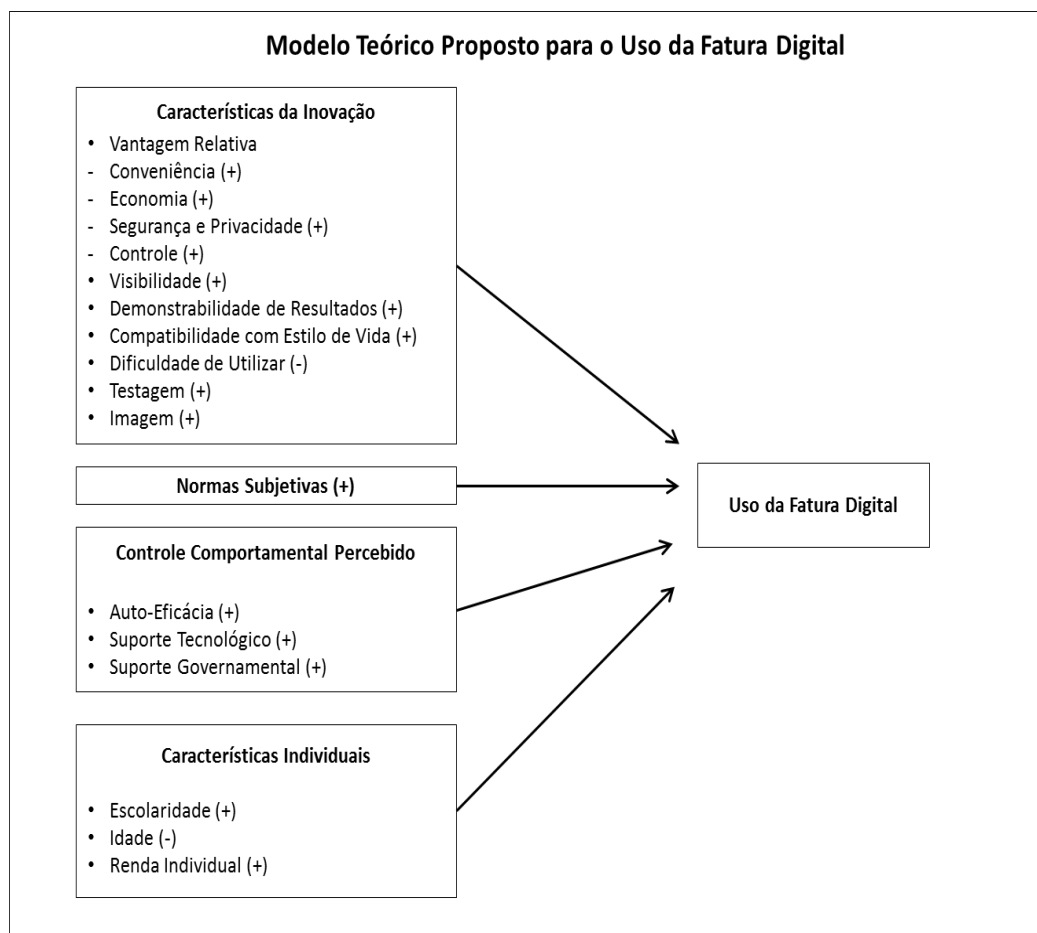 Modelo Teórico Proposto para o Uso da Fatura Digital
Características da Inovação
• Vantagem Relativa
- Conveniência (+)
- Economia (+)
- Segurança e Privacidade (+)
- Controle (+)
• Visibilidade (+)
• Demonstrabilidade de Resultados (+)
• Compatibilidade com Estilo de Vida (+)
• Dificuldade de Utilizar (-)
• Testagem (+)
• Imagem (+)
Normas Subjetivas (+)
Uso da Fatura Digital
Controle Comportamental Percebido
• Auto-Eficácia (+)
• Suporte Tecnológico (+)
• Suporte Governamental (+)
Características Individuais
• Escolaridade (+)
• Idade (-)
• Renda Individual (+)